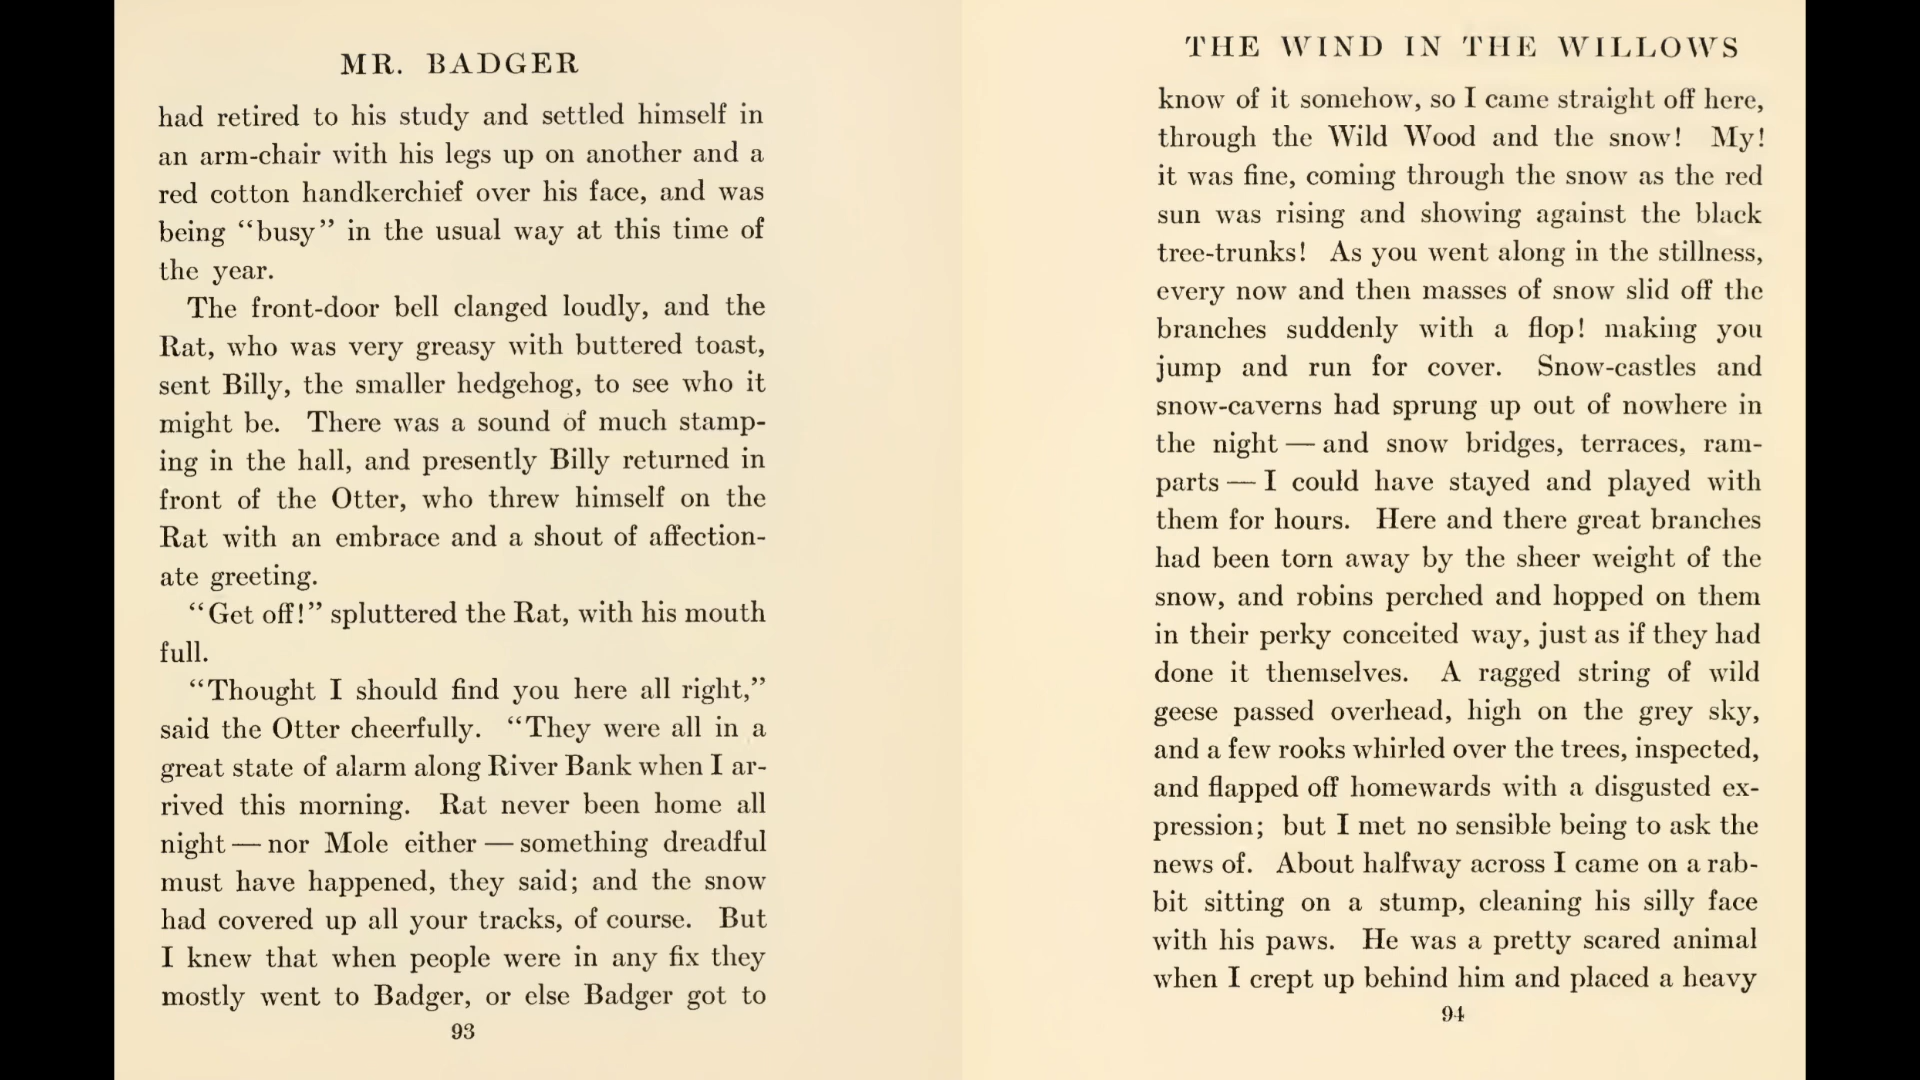 MR. BADGER
had retired to his study and settled himself in
an arm-chair with his legs up on another and a
red cotton handkerchief over his face, and was
being “busy” in the usual way at this time of
the year.
The front-door bell clanged loudly, and the
Rat, who was very greasy with buttered toast,
sent Billy, the smaller hedgehog, to see who it
might be. There was a sound of much stamp-
ing in the hall, and presently Billy returned in
front of the Otter, who threw himself on the
Rat with an embrace and a shout of affection-
ate greeting.
“Get off!” spluttered the Rat, with his mouth
full.
“Thought I should find you here all right,”
said the Otter cheerfully. “They were all in a
great state of alarm along River Bank when I ar-
rived this morning. Rat never been home all
night — nor Mole either — something dreadful
must have happened, they said; and the snow
had covered up all your tracks, of course. But
I knew that when people were in any fix they
mostly went to Badger, or else Badger got to
93
THE WIND IN THE WILLOWS
know of it somehow, so I came straight off here,
through the Wild Wood and the snow! My!
it was fine, coming through the snow as the red
sun was rising and showing against the black
tree-trunks! As you went along in the stillness,
every now and then masses of snow slid off the
branches suddenly with a flop! making you
jump and run for cover. Snow-castles and
snow-caverns had sprung up out of nowhere in
the night — and snow bridges, terraces, ram-
parts — I could have stayed and played with
them for hours. Here and there great branches
had been torn away by the sheer weight of the
snow, and robins perched and hopped on them
in their perky conceited way, just as if they had
done it themselves. A ragged string of wild
geese passed overhead, high on the grey sky,
and a few rooks whirled over the trees, inspected,
and flapped off homewards with a disgusted ex-
pression; but I met no sensible being to ask the
news of. About halfway across I came on a rab-
bit sitting on a stump, cleaning his silly face
with his paws. He was a pretty scared animal
when I crept up behind him and placed a heavy
94